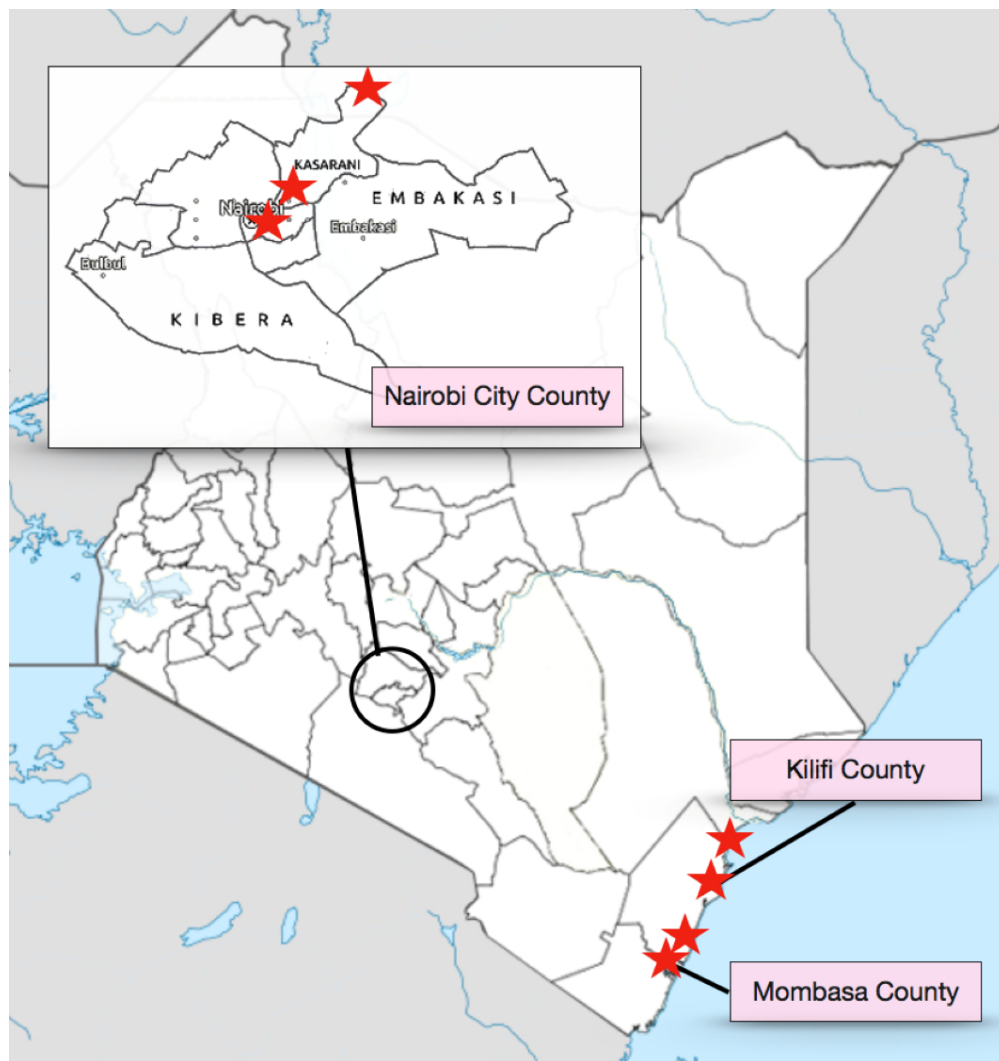 KASARANI
EMBAKASI
Nairobi
Embakasi
Bulbul
KIBERA
Nairobi City County
Kilifi County
Mombasa County